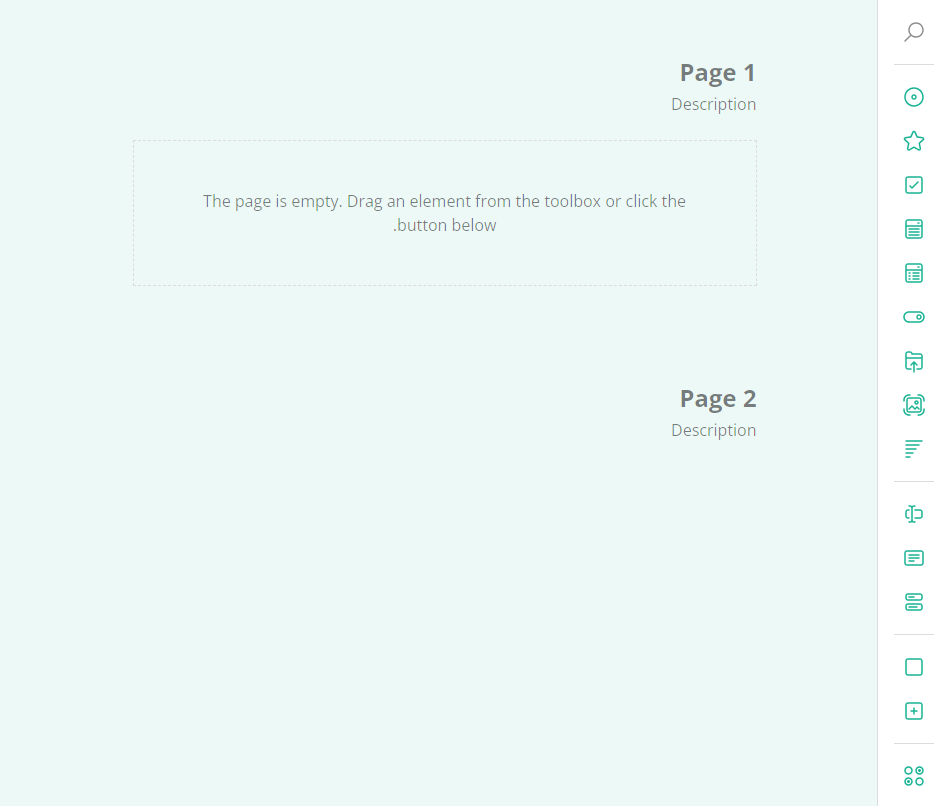 Page 1
Description
The page is empty. Drag an element from the toolbox or click the
.button below
Page 2
Description